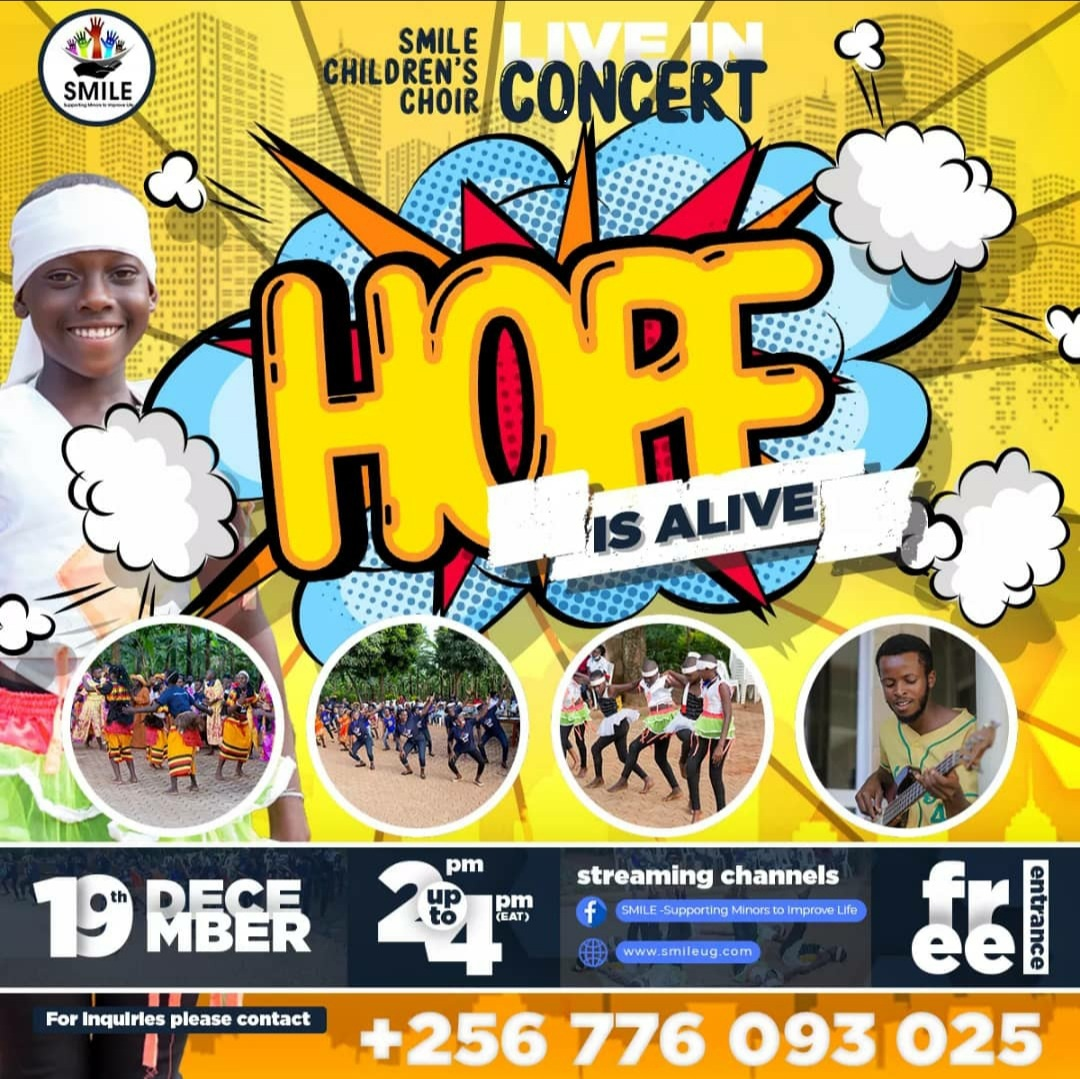 SMILE
Supporting Minors to Improve Life
SMILE
CHILDREN'S
CHOIR
LIVE IN
CONCERT
HOPE
IS ALIVE
19th DECE
MBER
2pm
up
to
4pm
(EAT)
streaming channels
f SMILE -Supporting Minors to Improve Life
www.smileug.com
fr
ee
entrance
For Inquiries please contact
+256 776 093 025